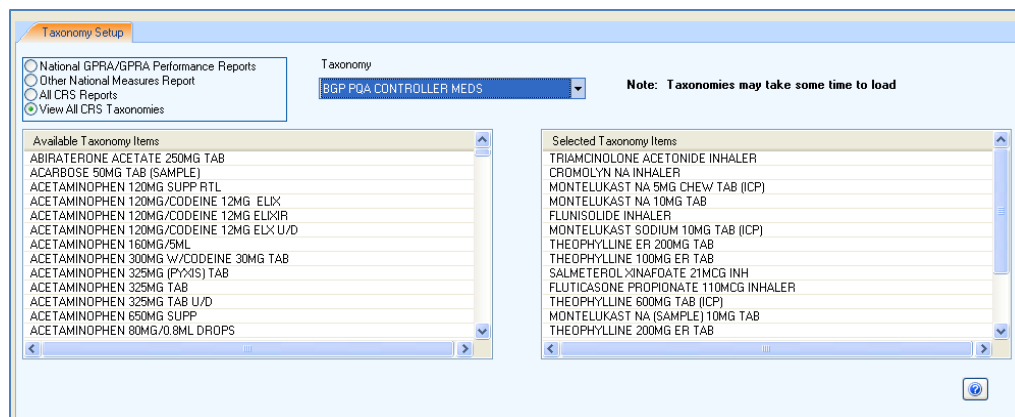 Taxonomy Setup
National GPRA/GPRA Performance Reports
Other National Measures Report
All CRS Reports
View All CRS Taxonomies
Taxonomy
BGP PQA CONTROLLER MEDS
Note: Taxonomies may take some time to load
Available Taxonomy Items
ABIRATERONE ACETATE 250MG TAB
ACARBOSE 50MG TAB (SAMPLE)
ACETAMINOPHEN 120MG SUPP RTL
ACETAMINOPHEN 120MG/CODEINE 12MG  ELIX
ACETAMINOPHEN 120MG/CODEINE 12MG ELIXIR
ACETAMINOPHEN 120MG/CODEINE 12MG ELX U/D
ACETAMINOPHEN 160MG/5ML
ACETAMINOPHEN 300MG W/CODEINE 30MG TAB
ACETAMINOPHEN 325MG (PYXIS) TAB
ACETAMINOPHEN 325MG TAB
ACETAMINOPHEN 325MG TAB U/D
ACETAMINOPHEN 650MG SUPP
ACETAMINOPHEN 80MG/0.8ML DROPS
Selected Taxonomy Items
TRIAMCINOLONE ACETONIDE INHALER
CROMOLYN NA INHALER
MONTELUKAST NA 5MG CHEW TAB (ICP)
MONTELUKAST NA 10MG TAB
FLUNISOLIDE INHALER
MONTELUKAST SODIUM 10MG TAB (ICP)
THEOPHYLLINE ER 200MG TAB
THEOPHYLLINE 100MG ER TAB
SALMETEROL XINAFOATE 21MCG INH
FLUTICASONE PROPIONATE 110MCG INHALER
THEOPHYLLINE 600MG TAB (ICP)
MONTELUKAST NA (SAMPLE) 10MG TAB
THEOPHYLLINE 200MG ER TAB